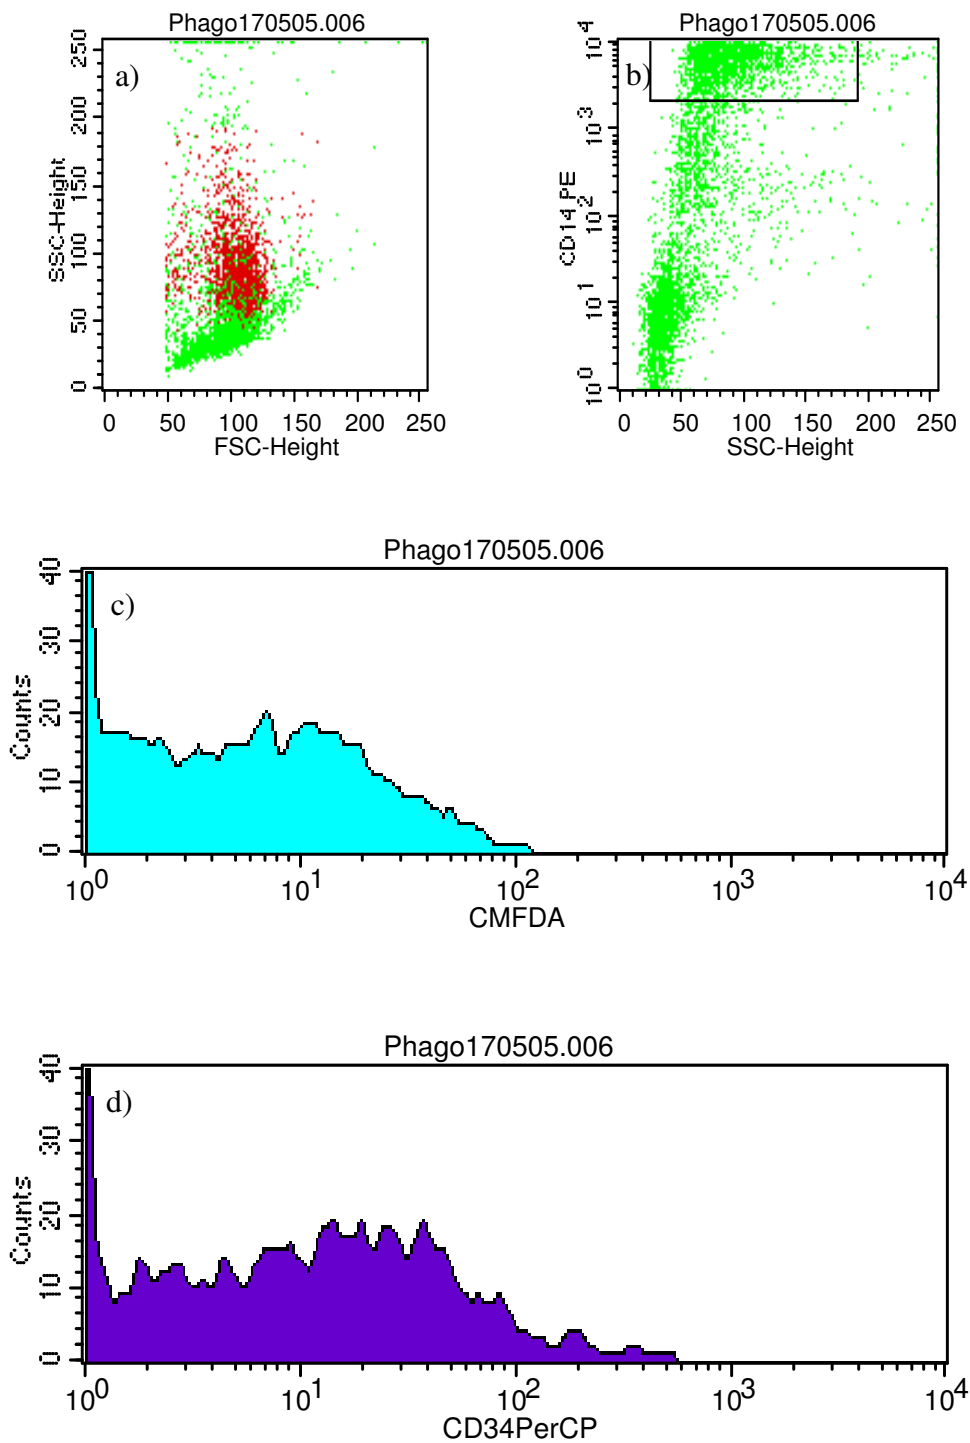 Phago170505.006
a)
250
200
150
100
50
0
SSC-Height
0 50 100 150 200 250
FSC-Height
Phago170505.006
b)
10^4
10^3
10^2
10^1
10^0
CD14 PE
0 50 100 150 200 250
SSC-Height
Phago170505.006
c)
40
30
20
10
0
Counts
10^0 10^1 10^2 10^3 10^4
CMFDA
Phago170505.006
d)
40
30
20
10
0
Counts
10^0 10^1 10^2 10^3 10^4
CD34PerCP